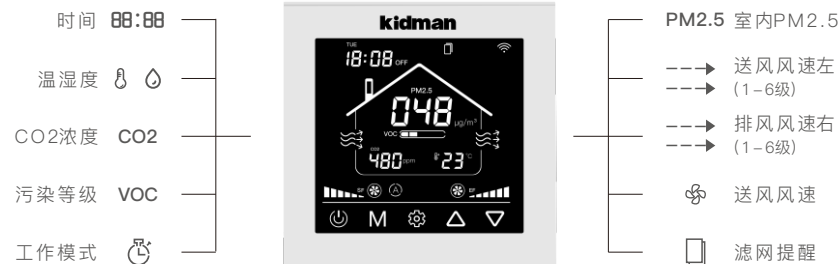 时间 88:88
温湿度
CO2浓度 CO2
污染等级 VOC
工作模式
kidman
TUE
18:08 OFF
PM2.5
048 μg/m³
VOC
480 ppm
23 °C
SF A EF
M
PM2.5 室内PM2.5
送风风速左
(1-6级)
排风风速右
(1-6级)
送风风速
滤网提醒